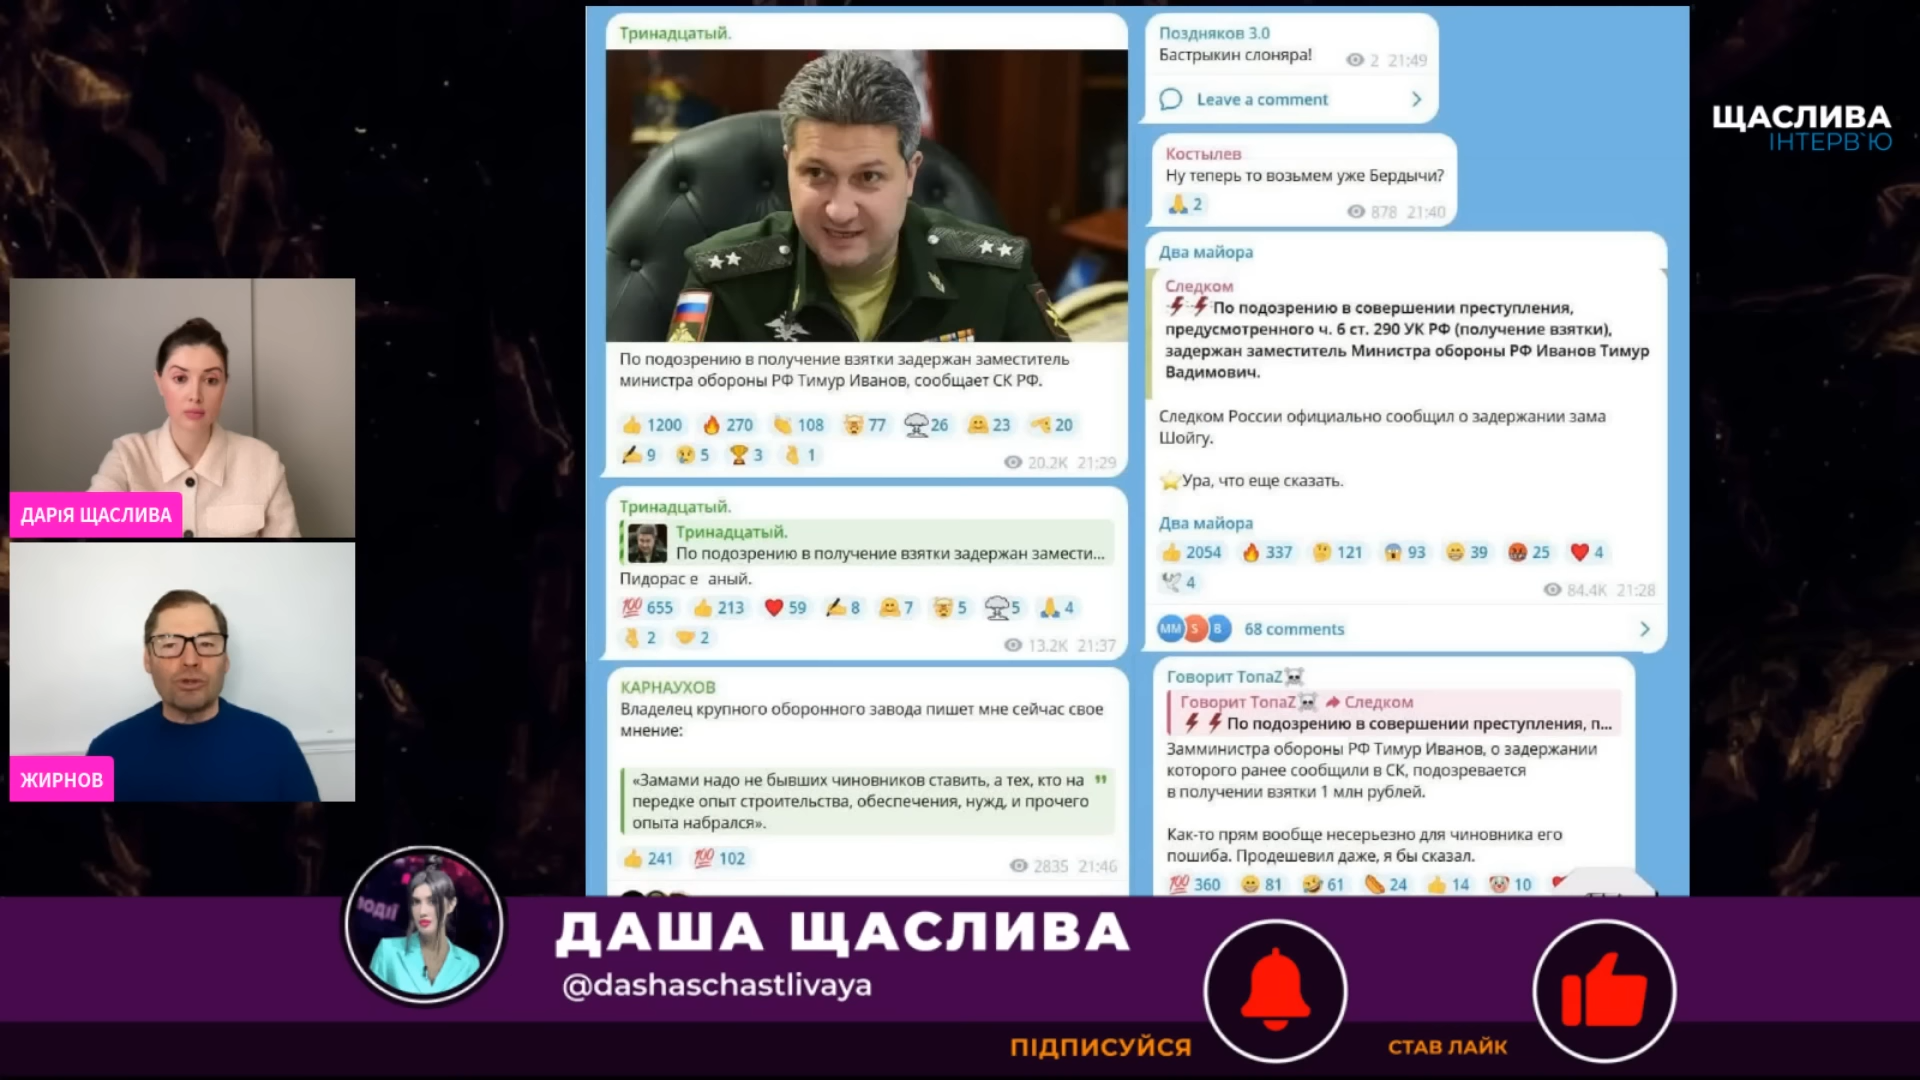 Тринадцатый.
По подозрению в получение взятки задержан заместитель
министра обороны РФ Тимур Иванов, сообщает СК РФ.
1200 270 108 77 26 23 20
9 5 3 1
20.2K 21:29
Тринадцатый.
Тринадцатый.
По подозрению в получение взятки задержан замести...
Пидорас е аный.
655 213 59 8 7 5 5 4
2 2
13.2K 21:37
КАРНАУХОВ
Владелец крупного оборонного завода пишет мне сейчас свое
мнение:
«Замами надо не бывших чиновников ставить, а тех, кто на
передке опыт строительства, обеспечения, нужд, и прочего
опыта набрался».
241 102
2835 21:46
Поздняков 3.0
Бастрыкин слоняра!
2 21:49
Leave a comment
Костылев
Ну теперь то возьмем уже Бердычи?
2
878 21:40
Два майора
Следком
По подозрению в совершении преступления,
предусмотренного ч. 6 ст. 290 УК РФ (получение взятки),
задержан заместитель Министра обороны РФ Иванов Тимур
Вадимович.
Следком России официально сообщил о задержании зама
Шойгу.
Ура, что еще сказать.
Два майора
2054 337 121 93 39 25 4
4
84.4K 21:28
MM S B 68 comments
Говорит ТопаZ
Говорит ТопаZ Следком
По подозрению в совершении преступления, п...
Замминистра обороны РФ Тимур Иванов, о задержании
которого ранее сообщили в СК, подозревается
в получении взятки 1 млн рублей.
Как-то прям вообще несерьезно для чиновника его
пошиба. Продешевил даже, я бы сказал.
360 81 61 24 14 10
ЩАСЛИВА
ІНТЕРВ`Ю
ДАРіЯ ЩАСЛИВА
ЖИРНОВ
ПОДІЇ
ДАША ЩАСЛИВА
@dashaschastlivaya
ПІДПИСУЙСЯ
СТАВ ЛАЙК